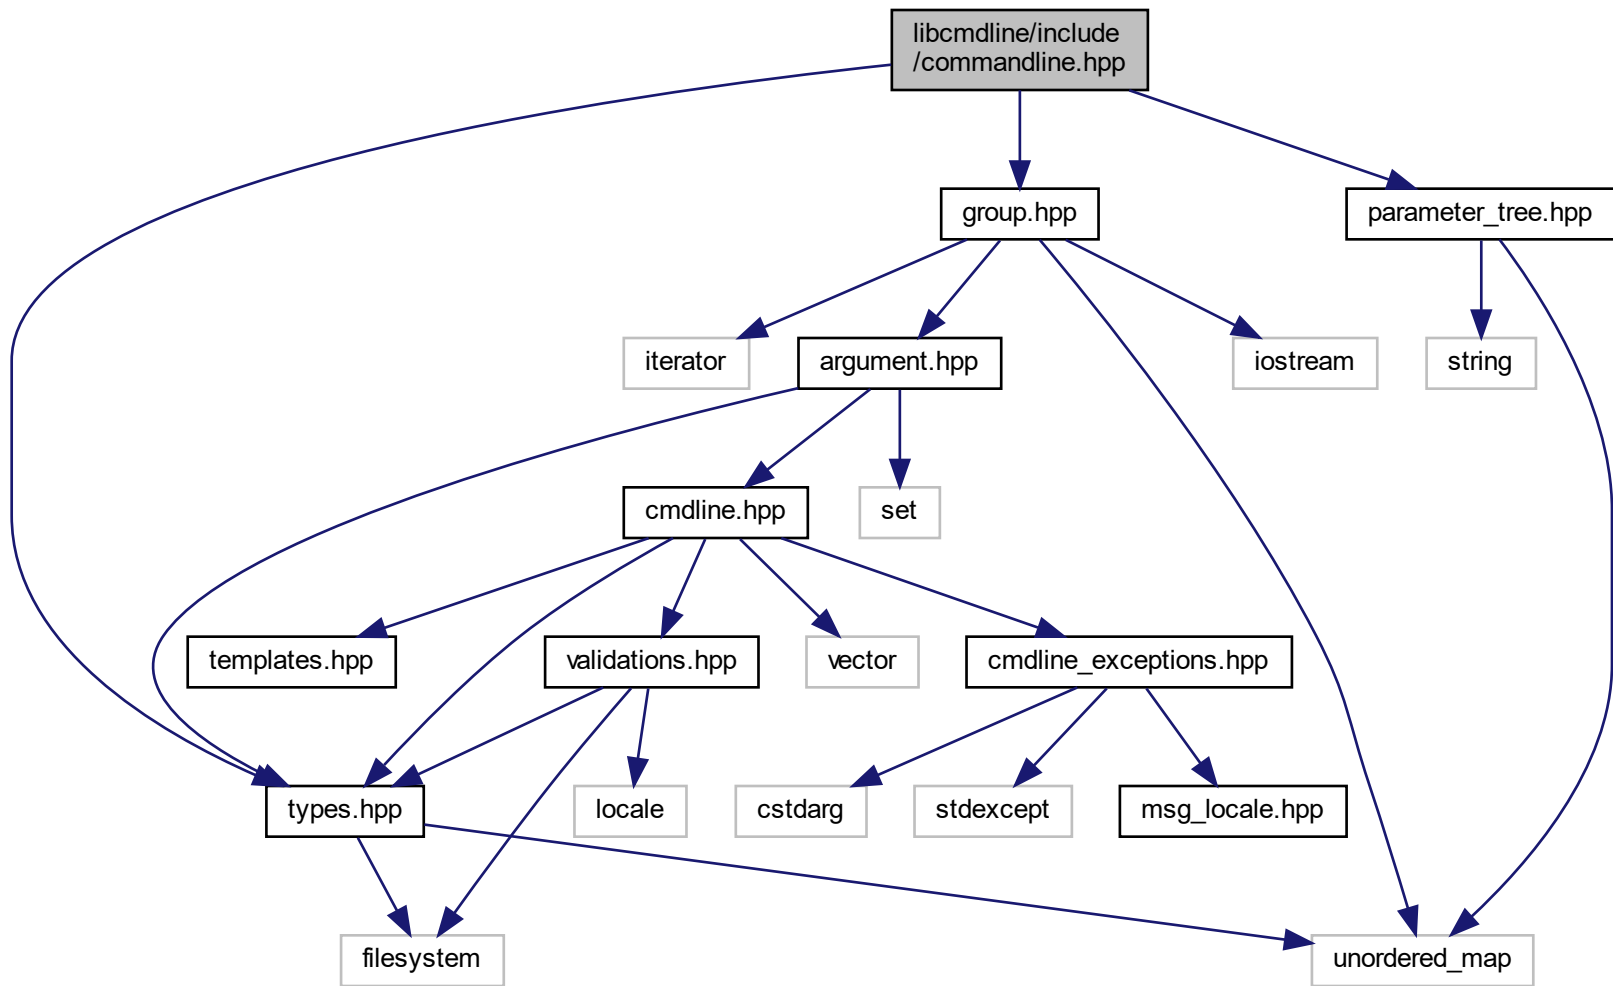 libcmdline/include
/commandline.hpp
group.hpp
parameter_tree.hpp
iterator
argument.hpp
iostream
string
cmdline.hpp
set
templates.hpp
validations.hpp
vector
cmdline_exceptions.hpp
types.hpp
locale
cstdarg
stdexcept
msg_locale.hpp
filesystem
unordered_map